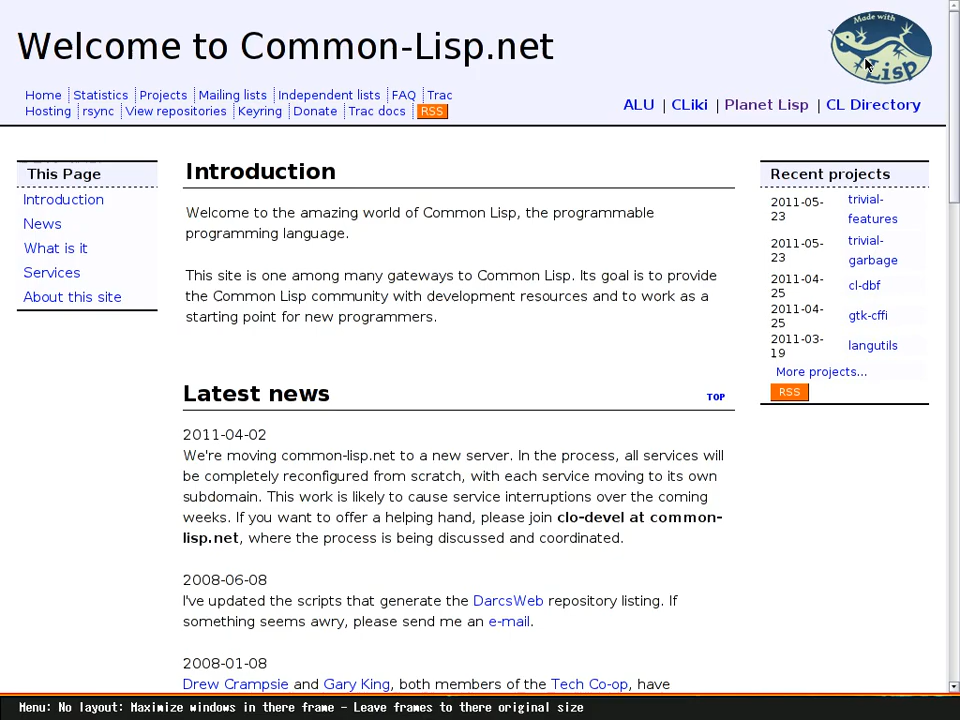 Welcome to Common-Lisp.net
Made with
Lisp
Home Statistics Projects Mailing lists Independent lists FAQ Trac
Hosting rsync View repositories Keyring Donate Trac docs RSS
ALU | CLiki | Planet Lisp | CL Directory
This Page
Introduction
News
What is it
Services
About this site
Introduction
Welcome to the amazing world of Common Lisp, the programmable
programming language.
This site is one among many gateways to Common Lisp. Its goal is to provide
the Common Lisp community with development resources and to work as a
starting point for new programmers.
Latest news
TOP
2011-04-02
We're moving common-lisp.net to a new server. In the process, all services will
be completely reconfigured from scratch, with each service moving to its own
subdomain. This work is likely to cause service interruptions over the coming
weeks. If you want to offer a helping hand, please join clo-devel at common-
lisp.net, where the process is being discussed and coordinated.
2008-06-08
I've updated the scripts that generate the DarcsWeb repository listing. If
something seems awry, please send me an e-mail.
2008-01-08
Drew Crampsie and Gary King, both members of the Tech Co-op, have
Recent projects
2011-05-
23
trivial-
features
2011-05-
23
trivial-
garbage
2011-04-
25
cl-dbf
2011-04-
25
gtk-cffi
2011-03-
19
langutils
More projects...
RSS
Menu: No layout: Maximize windows in there frame - Leave frames to there original size